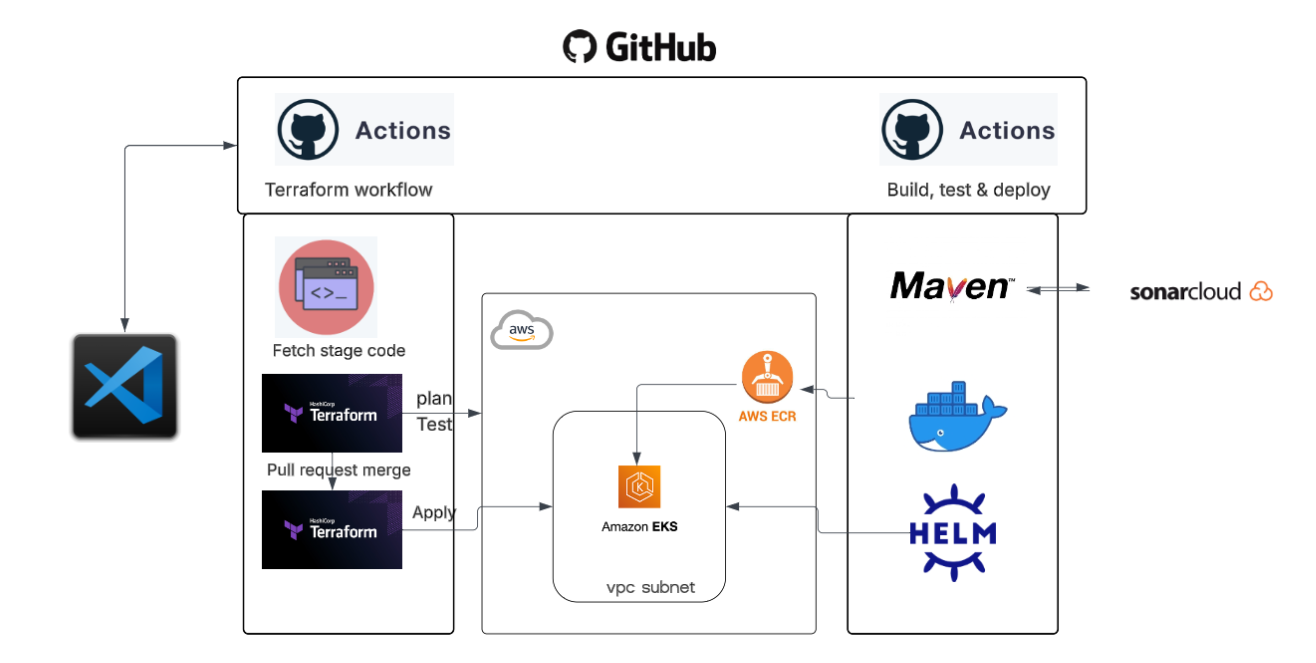 GitHub
Actions
Terraform workflow
Actions
Build, test & deploy
<>_
Fetch stage code
HashiCorp
Terraform
plan
Test
Pull request merge
HashiCorp
Terraform
Apply
aws
AWS ECR
K
Amazon EKS
vpc subnet
Maven™
sonarcloud
HELM